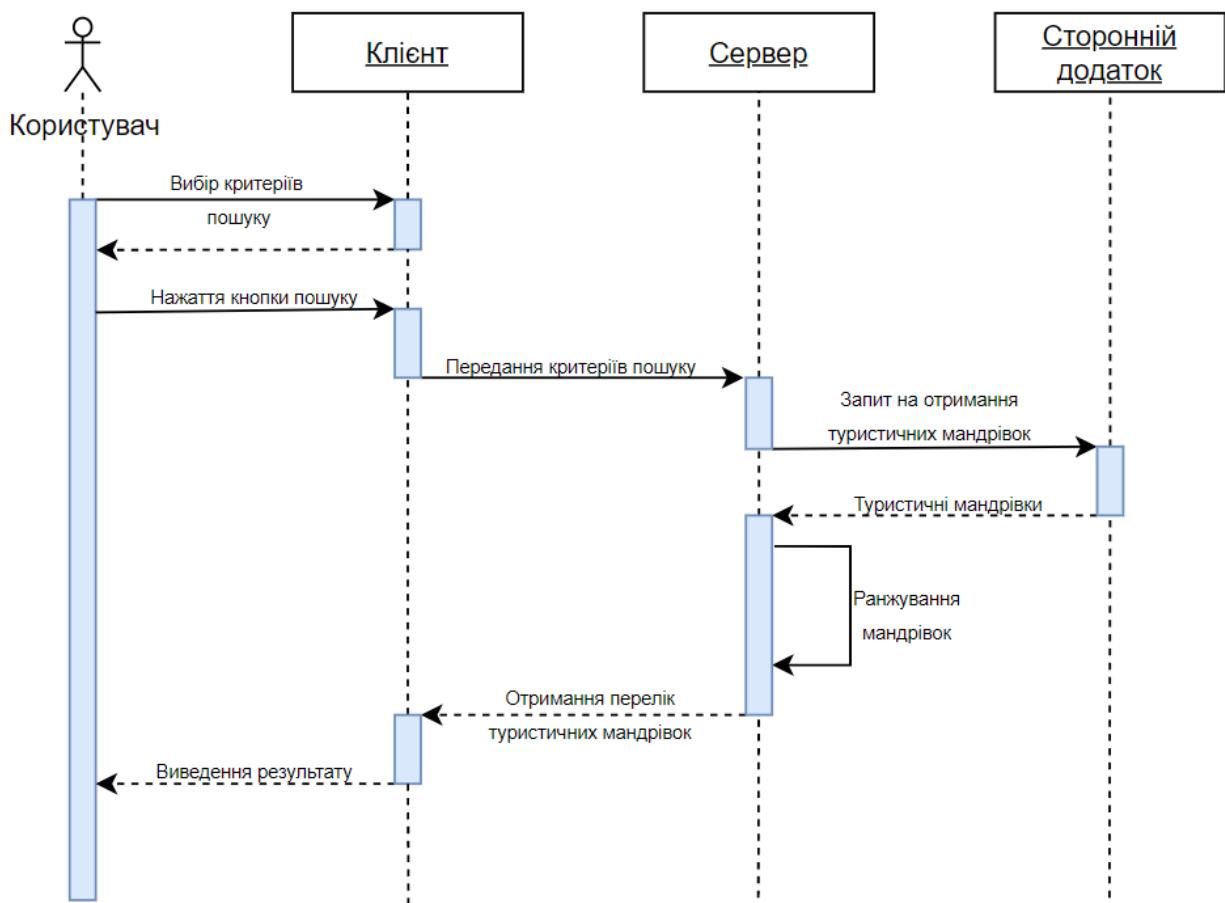 Клієнт
Сервер
Сторонній
додаток
Користувач
Вибір критеріїв
пошуку
Нажаття кнопки пошуку
Передання критеріїв пошуку
Запит на отримання
туристичних мандрівок
Туристичні мандрівки
Ранжування
мандрівок
Отримання перелік
туристичних мандрівок
Виведення результату